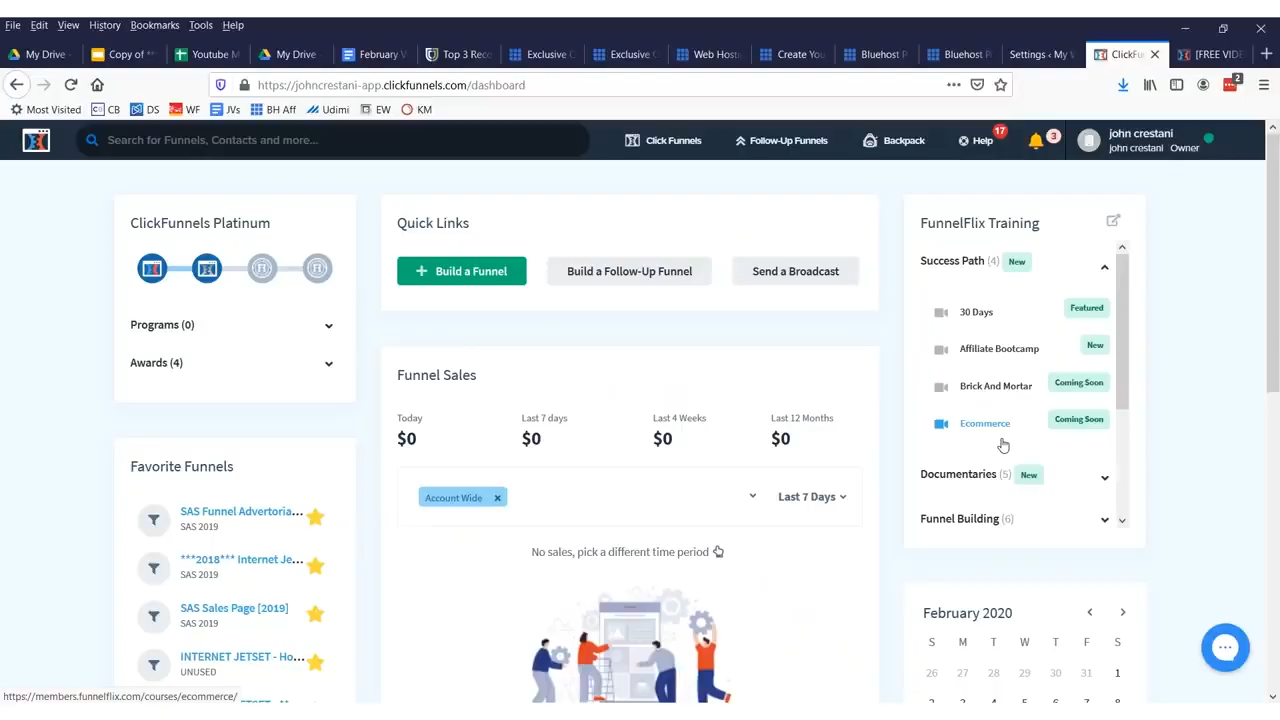 File Edit View History Bookmarks Tools Help
My Drive - Copyof Youtube M My Drive - February V Top 3 Reco Exclusive C Exclusive C Web Host Create You Bluehost P Bluehost P Settings ‹ My ClickFu [FREE VIDE
https://johncrestani-app.clickfunnels.com/dashboard
2
Most Visited CB DS WF JVs BH Aff Udimi EW KM
Search for Funnels, Contacts and more...
Click Funnels
Follow-Up Funnels
Backpack
Help 17
3
john crestani
john crestani Owner
ClickFunnels Platinum
Programs (0)
Awards (4)
Favorite Funnels
SAS Funnel Advertoria...
SAS 2019
***2018*** Internet Je...
SAS 2019
SAS Sales Page [2019]
SAS 2019
INTERNET JETSET - Ho...
UNUSED
Quick Links
+ Build a Funnel
Build a Follow-Up Funnel
Send a Broadcast
Funnel Sales
Today Last 7 days Last 4 Weeks Last 12 Months
$0 $0 $0 $0
Account Wide x
Last 7 Days
No sales, pick a different time period
FunnelFlix Training
Success Path (4) New
30 Days Featured
Affiliate Bootcamp New
Brick And Mortar Coming Soon
Ecommerce Coming Soon
Documentaries (5) New
Funnel Building (6)
February 2020
S M T W T F S
26 27 28 29 30 31 1
https://members.funnelflix.com/courses/ecommerce/